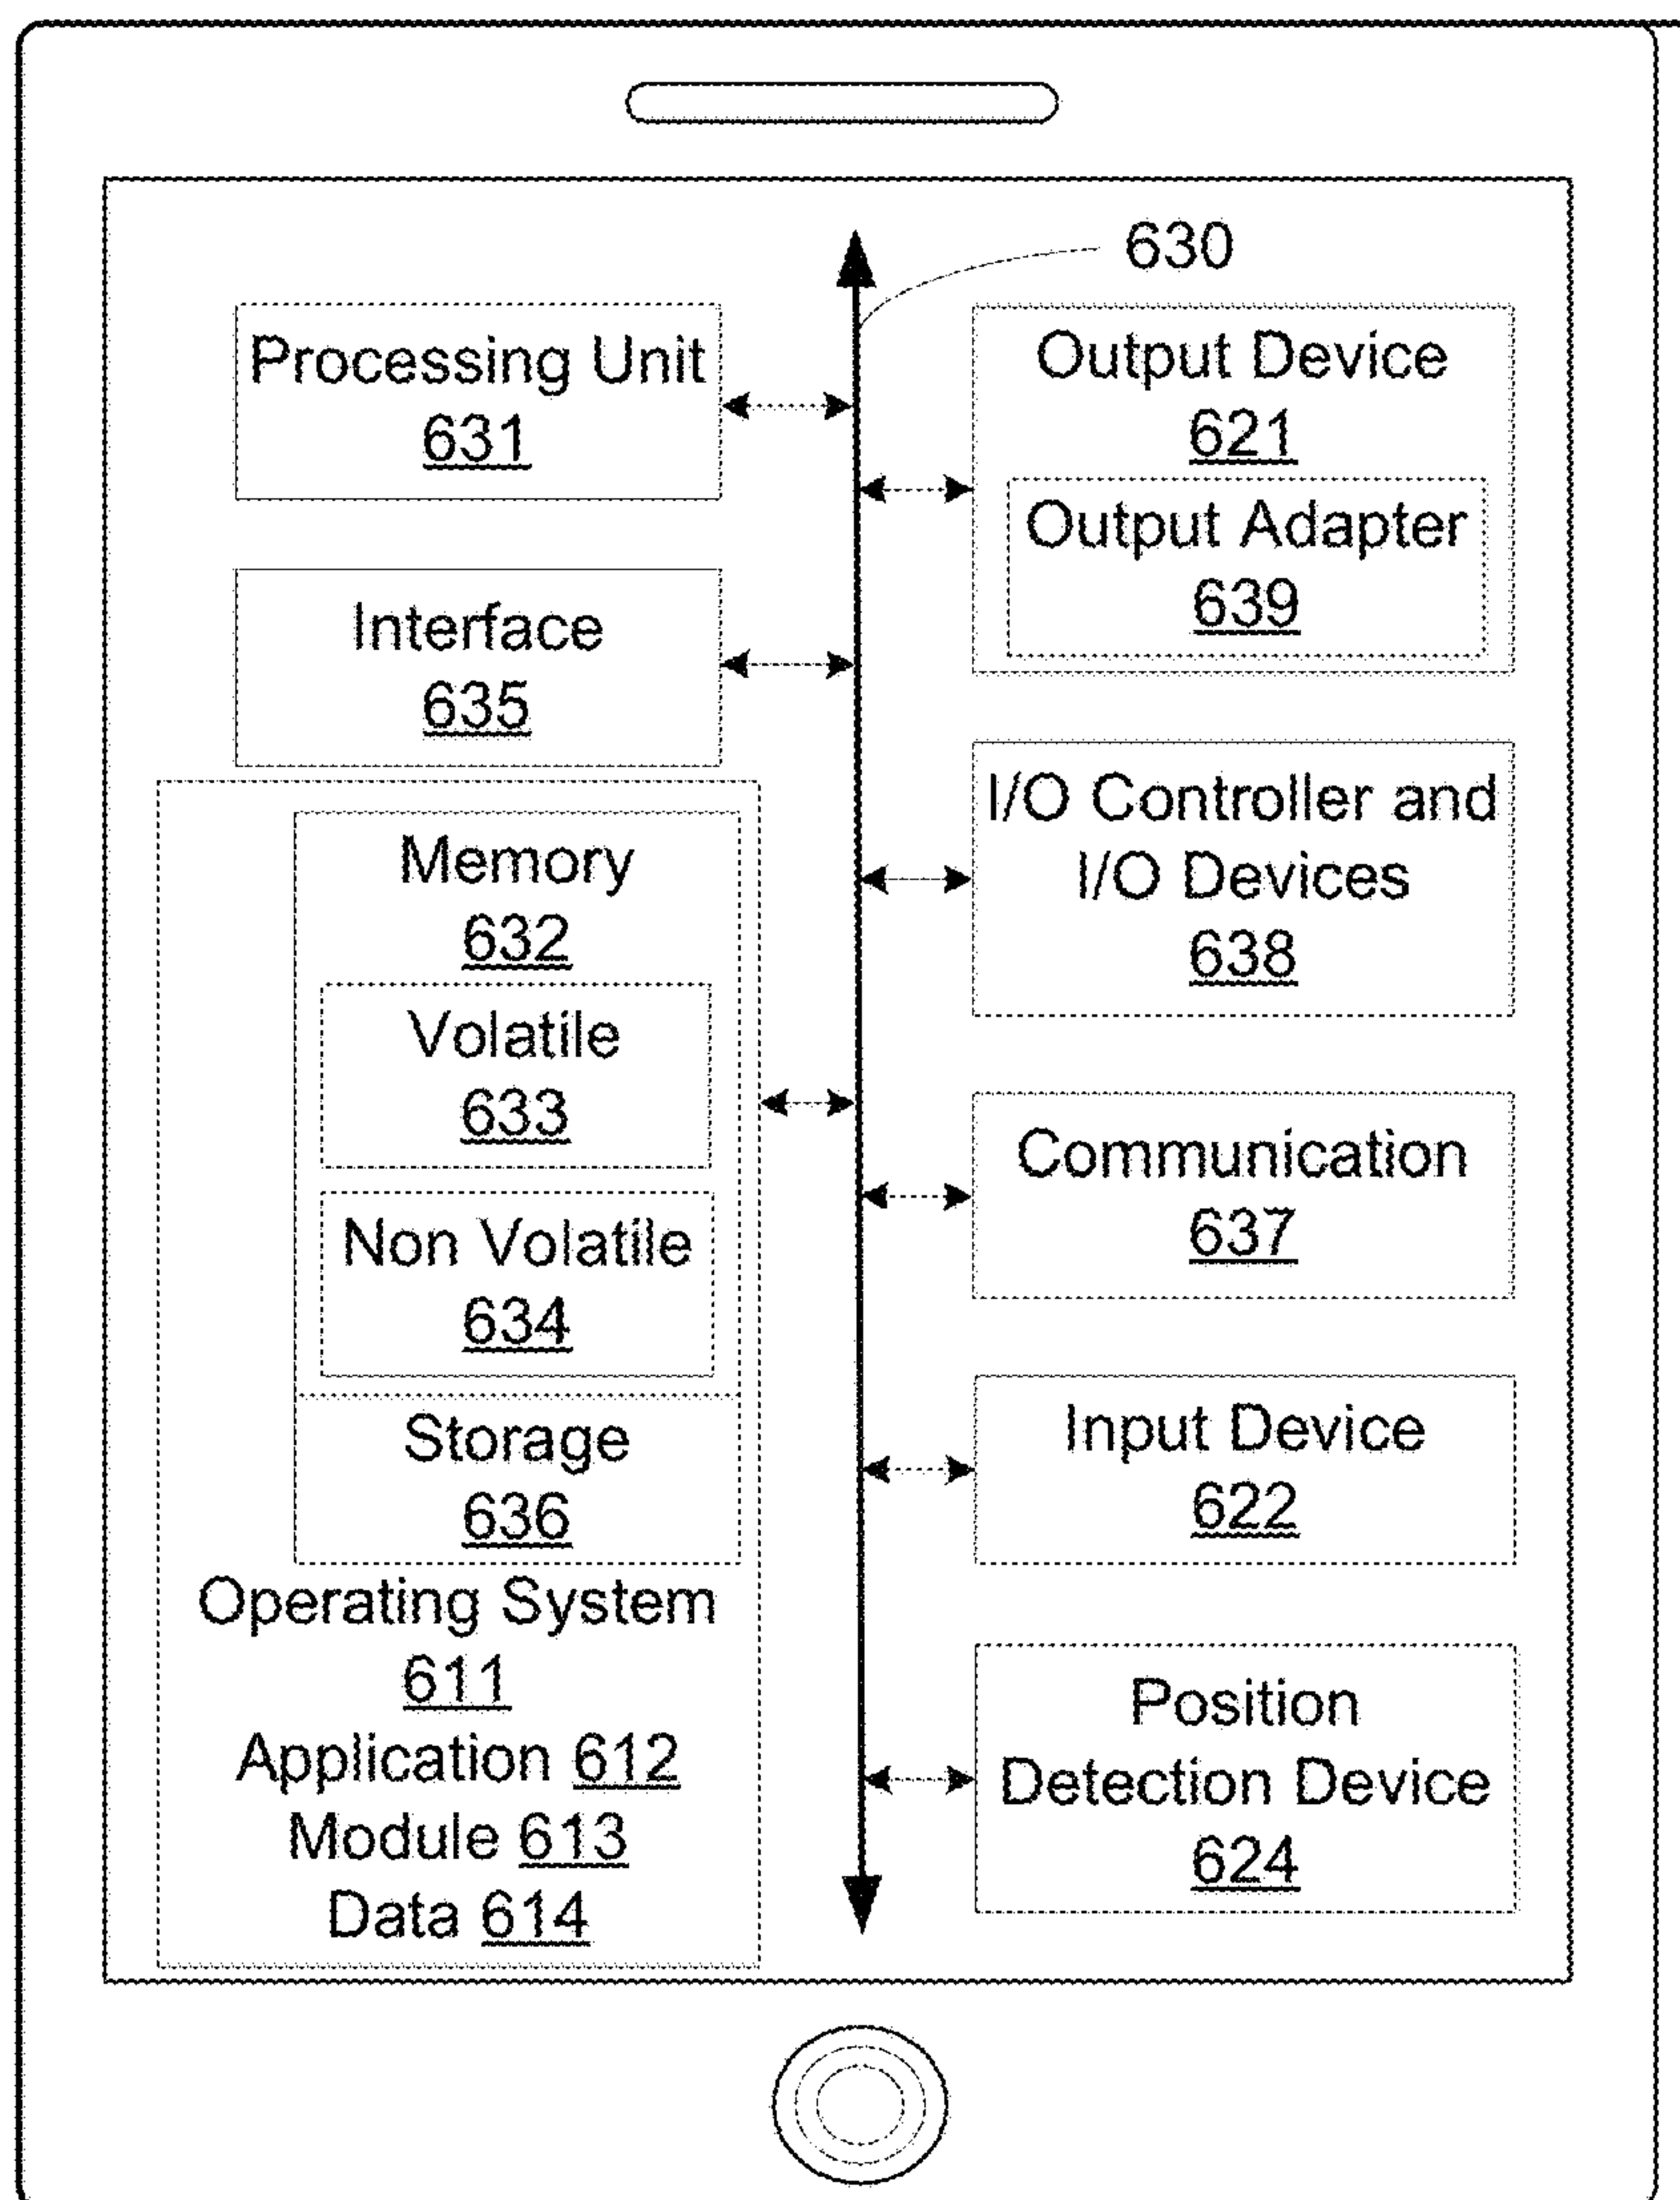 630
Processing Unit
631
Interface
635
Memory
632
Volatile
633
Non Volatile
634
Storage
636
Operating System
611
Application 612
Module 613
Data 614
Output Device
621
Output Adapter
639
I/O Controller and
I/O Devices
638
Communication
637
Input Device
622
Position
Detection Device
624